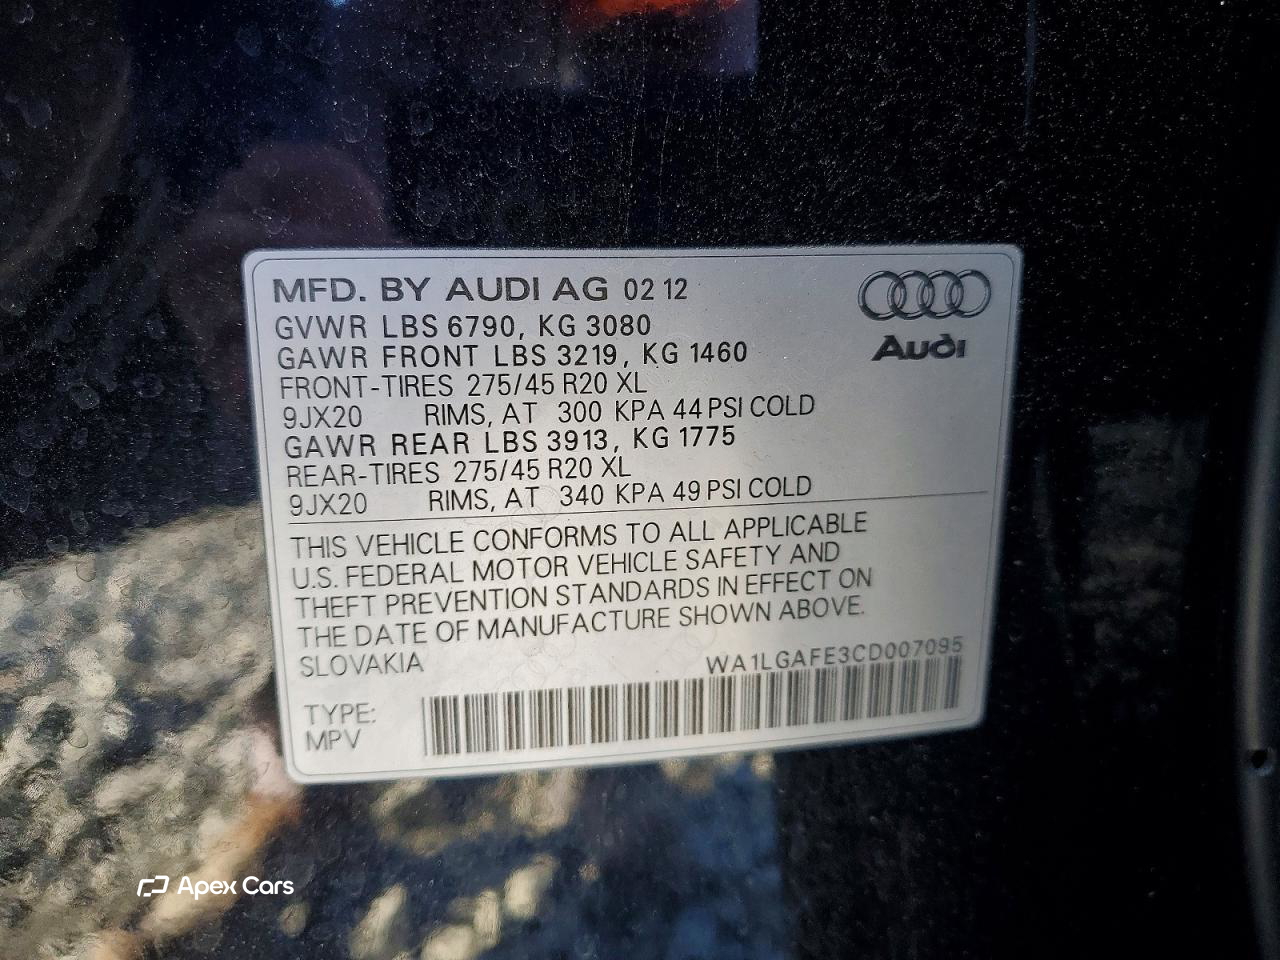 MFD. BY AUDI AG 02 12
GVWR LBS 6790, KG 3080
GAWR FRONT LBS 3219, KG 1460
FRONT-TIRES 275/45 R20 XL
9JX20 RIMS, AT 300 KPA 44 PSI COLD
GAWR REAR LBS 3913, KG 1775
REAR-TIRES 275/45 R20 XL
9JX20 RIMS, AT 340 KPA 49 PSI COLD
Audi
THIS VEHICLE CONFORMS TO ALL APPLICABLE
U.S. FEDERAL MOTOR VEHICLE SAFETY AND
THEFT PREVENTION STANDARDS IN EFFECT ON
THE DATE OF MANUFACTURE SHOWN ABOVE.
SLOVAKIA WA1LGAFE3CD007095
TYPE:
MPV
Apex Cars